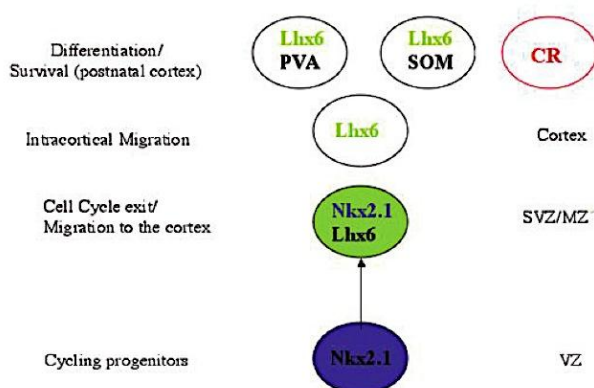 Differentiation/
Survival (postnatal cortex)
Lhx6
PVA
Lhx6
SOM
CR
Intracortical Migration
Lhx6
Cortex
Cell Cycle exit/
Migration to the cortex
Nkx2.1
Lhx6
SVZ/MZ
Cycling progenitors
Nkx2.1
VZ